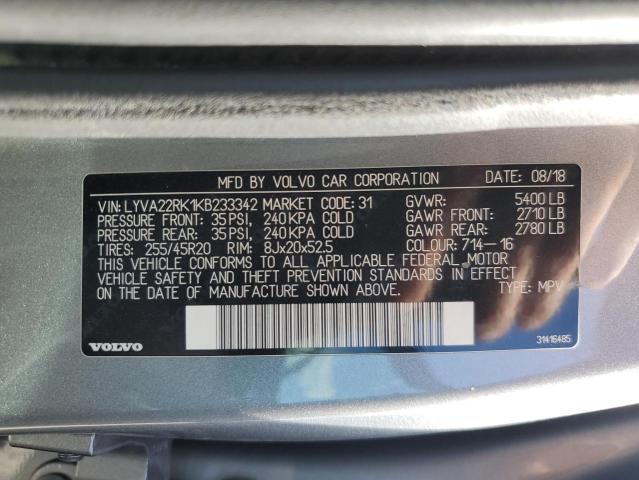 MFD BY VOLVO CAR CORPORATION DATE: 08/18
VIN: LYVA22RK1KB233342 MARKET CODE: 31 GVWR: 5400 LB
PRESSURE FRONT: 35 PSI, 240 KPA COLD GAWR FRONT: 2710 LB
PRESSURE REAR: 35 PSI, 240 KPA COLD GAWR REAR: 2780 LB
TIRES: 255/45R20 RIM: 8Jx20x52.5 COLOUR: 714-16
THIS VEHICLE CONFORMS TO ALL APPLICABLE FEDERAL MOTOR
VEHICLE SAFETY AND THEFT PREVENTION STANDARDS IN EFFECT
ON THE DATE OF MANUFACTURE SHOWN ABOVE. TYPE: MPV
VOLVO 31416485